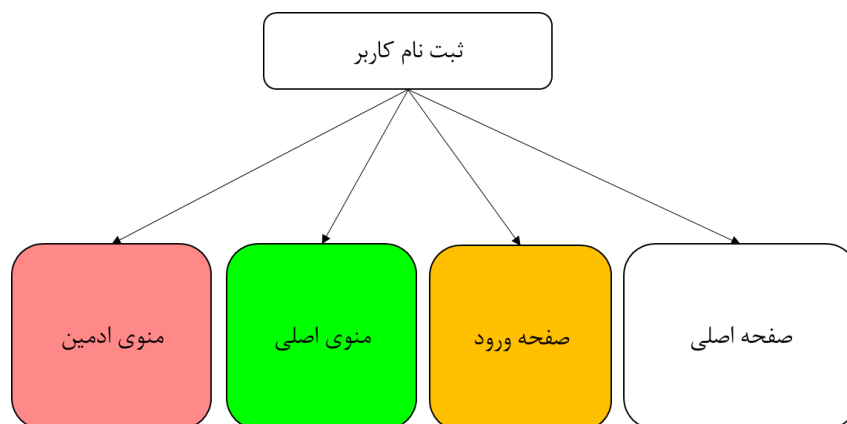 ثبت نام کاربر
صفحه اصلی
صفحه ورود
منوی اصلی
منوی ادمین